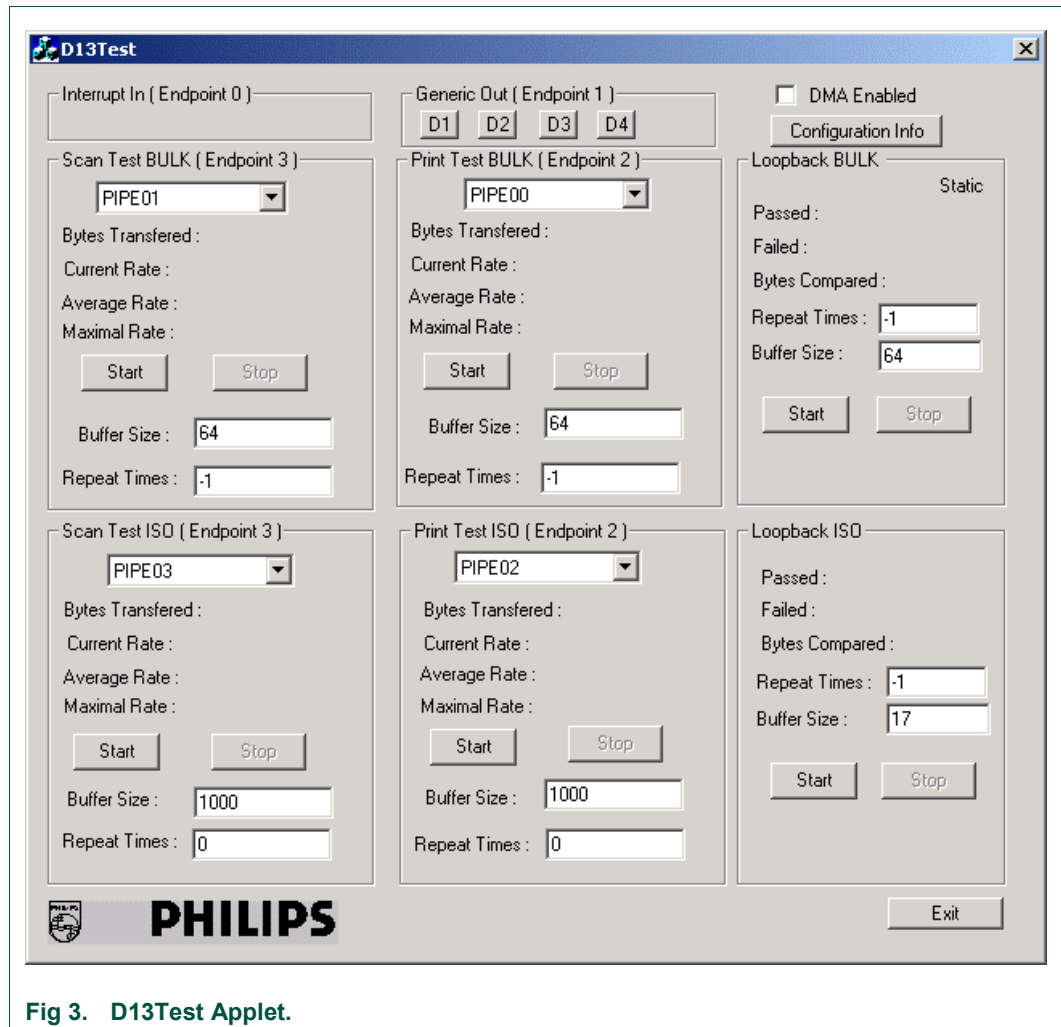 D13Test
Interrupt In ( Endpoint 0 )
Generic Out ( Endpoint 1 )
D1 D2 D3 D4
DMA Enabled
Configuration Info
Scan Test BULK ( Endpoint 3 )
PIPE01
Bytes Transfered :
Current Rate :
Average Rate :
Maximal Rate :
Start Stop
Buffer Size : 64
Repeat Times : -1
Print Test BULK ( Endpoint 2 )
PIPE00
Bytes Transfered :
Current Rate :
Average Rate :
Maximal Rate :
Start Stop
Buffer Size : 64
Repeat Times : -1
Loopback BULK
Static
Passed :
Failed :
Bytes Compared :
Repeat Times : -1
Buffer Size : 64
Start Stop
Scan Test ISO ( Endpoint 3 )
PIPE03
Bytes Transfered :
Current Rate :
Average Rate :
Maximal Rate :
Start Stop
Buffer Size : 1000
Repeat Times : 0
Print Test ISO ( Endpoint 2 )
PIPE02
Bytes Transfered :
Current Rate :
Average Rate :
Maximal Rate :
Start Stop
Buffer Size : 1000
Repeat Times : 0
Loopback ISO
Passed :
Failed :
Bytes Compared :
Repeat Times : -1
Buffer Size : 17
Start Stop
PHILIPS
PHILIPS
Exit
Fig 3. D13Test Applet.